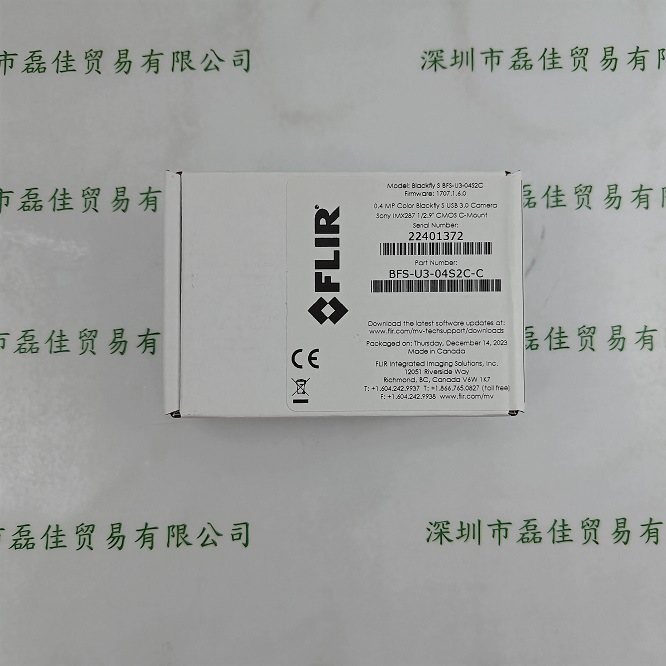 圳市磊佳贸易有限公司
深圳市磊佳贸易有
FLIR
Model: Blackfly S BFS-U3-04S2C
Firmware: 1707.1.6.0
0.4 MP Color Blackfly S USB 3.0 Camera
Sony IMX287 1/2.9" CMOS C-Mount
Serial Number:
22401372
Part Number:
BFS-U3-04S2C-C
Download the latest software updates at:
www.flir.com/mv-techsupport/downloads
Packaged on: Thursday, December 14, 2023
Made in Canada
FLIR Integrated Imaging Solutions, Inc.
12051 Riverside Way
Richmond, BC, Canada V6W 1K7
T: +1.604.242.9937 T: +1.866.765.0827 (toll free)
F: +1.604.242.9938 www.flir.com/mv
CE
市磊佳贸易有限公司
深圳市磊佳贸易有
磊佳贸易
佳贸易有
佳贸易有
市磊佳贸易有限公司
深圳市磊佳贸易有